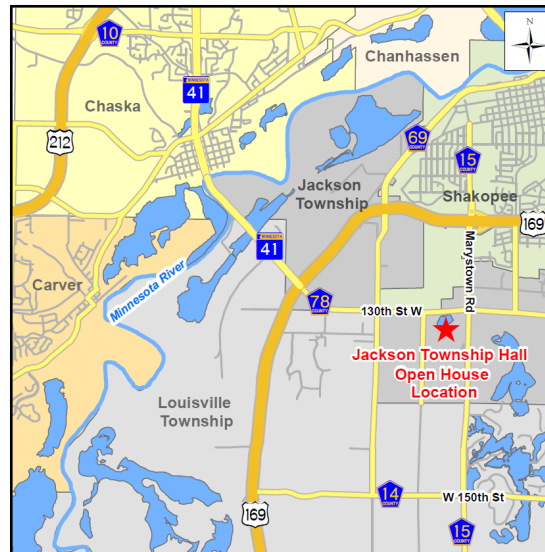 N
10
COUNTY
MINNESOTA
41
Chanhassen
Chaska
212
69
COUNTY
15
COUNTY
Jackson
Township
Shakopee
169
MINNESOTA
41
Marystown Rd
Carver
Minnesota River
78
COUNTY
130th St W
Jackson Township Hall
Open House
Location
Louisville
Township
14
COUNTY
W 150th St
169
15
COUNTY